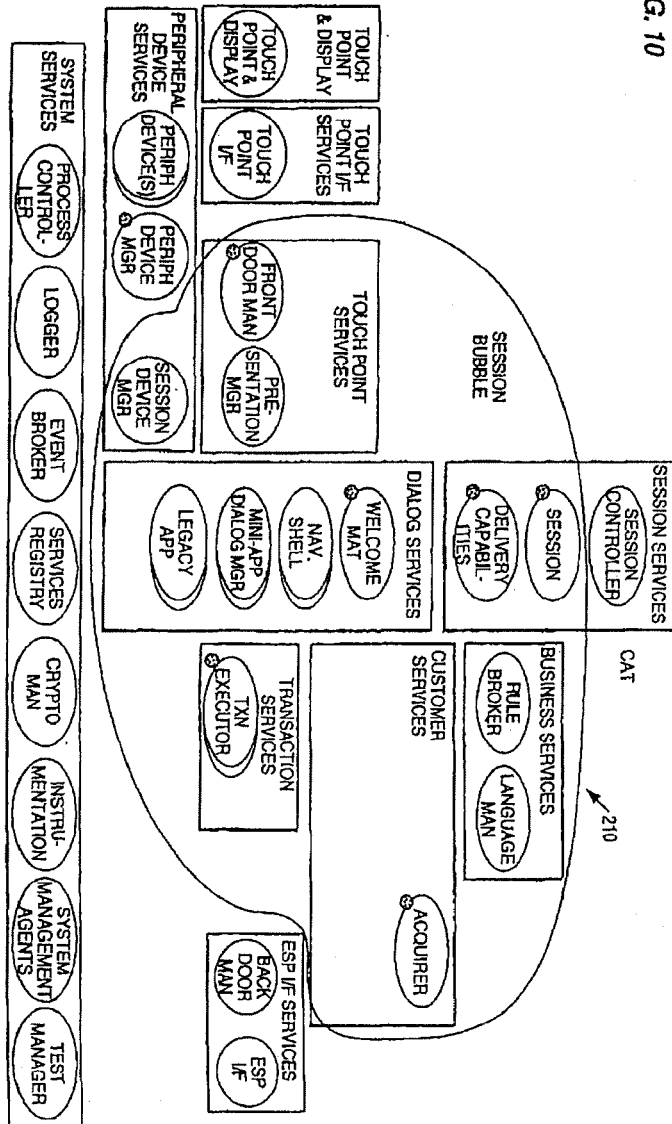 G. 10
TOUCH
POINT
& DISPLAY
TOUCH
POINT &
DISPLAY
TOUCH
POINT I/F
SERVICES
TOUCH
POINT
I/F
SESSION
BUBBLE
TOUCH POINT
SERVICES
FRONT
DOOR MAN
PRE-
SENTATION
MGR
PERIPHERAL
DEVICE
SERVICES
PERIPH
DEVICE(S)
PERIPH
DEVICE
MGR
SESSION
DEVICE
MGR
SESSION SERVICES
SESSION
CONTROLLER
SESSION
DELIVERY
CAPABIL-
ITIES
DIALOG SERVICES
WELCOME
MAT
NAV.
SHELL
MINI-APP
DIALOG MGR
LEGACY
APP
CAT
210
BUSINESS SERVICES
RULE
BROKER
LANGUAGE
MAN
CUSTOMER
SERVICES
ACQUIRER
TRANSACTION
SERVICES
TXN
EXECUTOR
ESP I/F SERVICES
BACK
DOOR
MAN
ESP
I/F
SYSTEM
SERVICES
PROCESS
CONTROL-
LER
LOGGER
EVENT
BROKER
SERVICES
REGISTRY
CRYPTO
MAN
INSTRU-
MENTATION
SYSTEM
MANAGEMENT
AGENTS
TEST
MANAGER